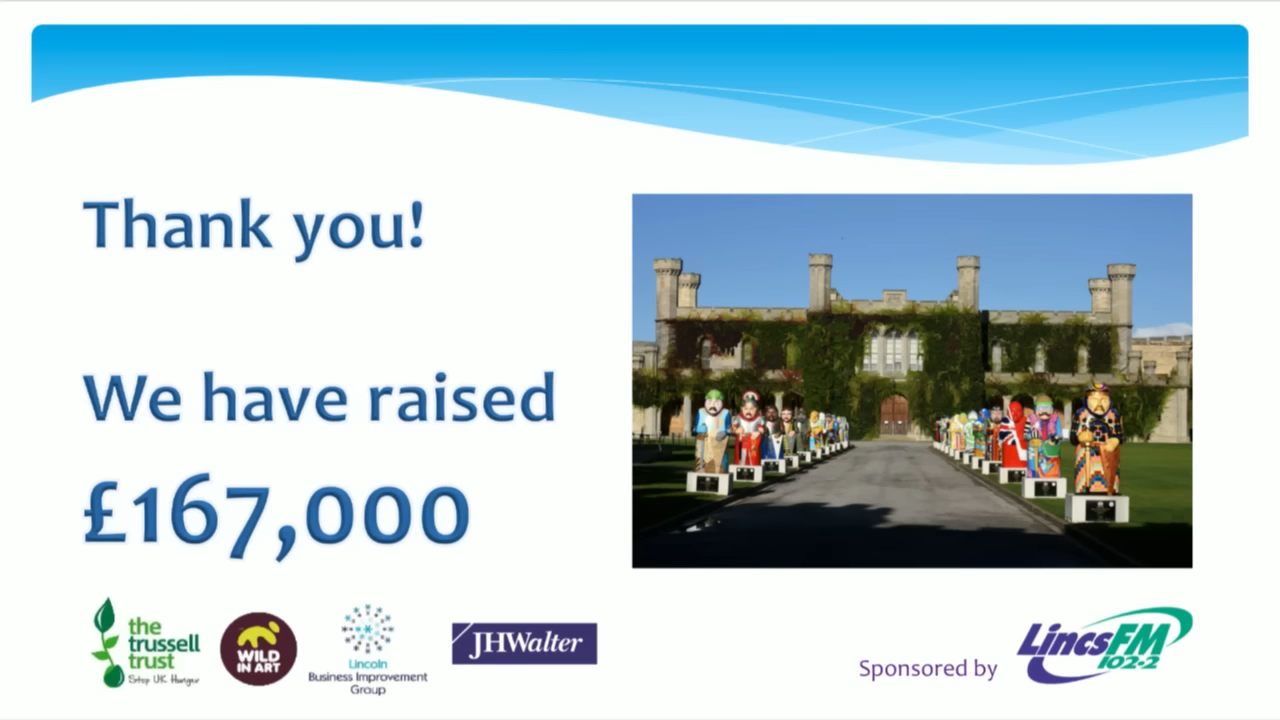 Thank you!
We have raised
£167,000
the
trussell
trust
Stop UK Hunger
WILD
IN ART
Lincoln
Business Improvement
Group
JHWalter
Sponsored by
LincsFM
102·2